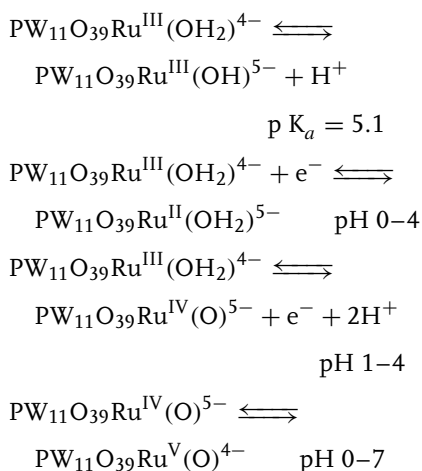 PW₁₁O₃₉Ruᴵᴵᴵ(OH₂)⁴⁻ ⇌
PW₁₁O₃₉Ruᴵᴵᴵ(OH)⁵⁻ + H⁺
p Kₐ = 5.1
PW₁₁O₃₉Ruᴵᴵᴵ(OH₂)⁴⁻ + e⁻ ⇌
PW₁₁O₃₉Ruᴵᴵ(OH₂)⁵⁻ pH 0–4
PW₁₁O₃₉Ruᴵᴵᴵ(OH₂)⁴⁻ ⇌
PW₁₁O₃₉Ruᴵⱽ(O)⁵⁻ + e⁻ + 2H⁺
pH 1–4
PW₁₁O₃₉Ruᴵⱽ(O)⁵⁻ ⇌
PW₁₁O₃₉Ruⱽ(O)⁴⁻ pH 0–7